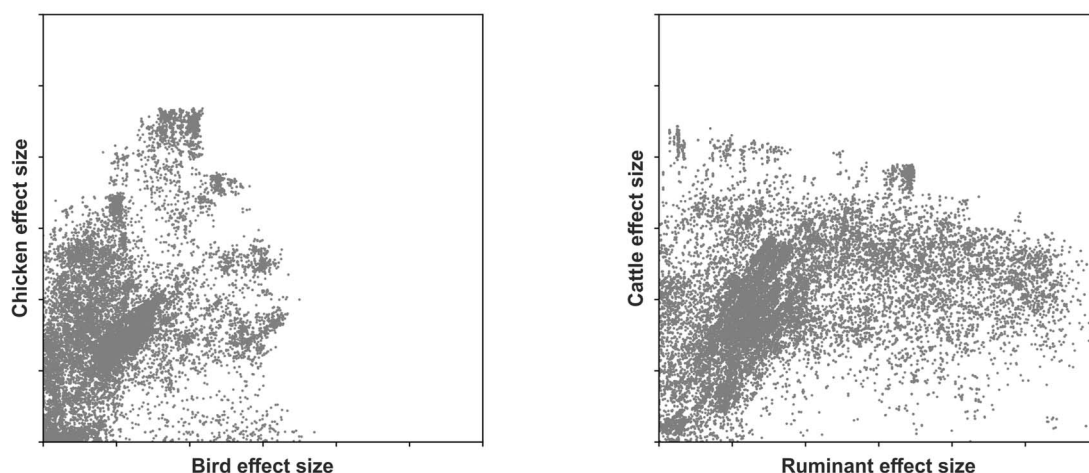 Chicken effect size
Bird effect size
Cattle effect size
Ruminant effect size